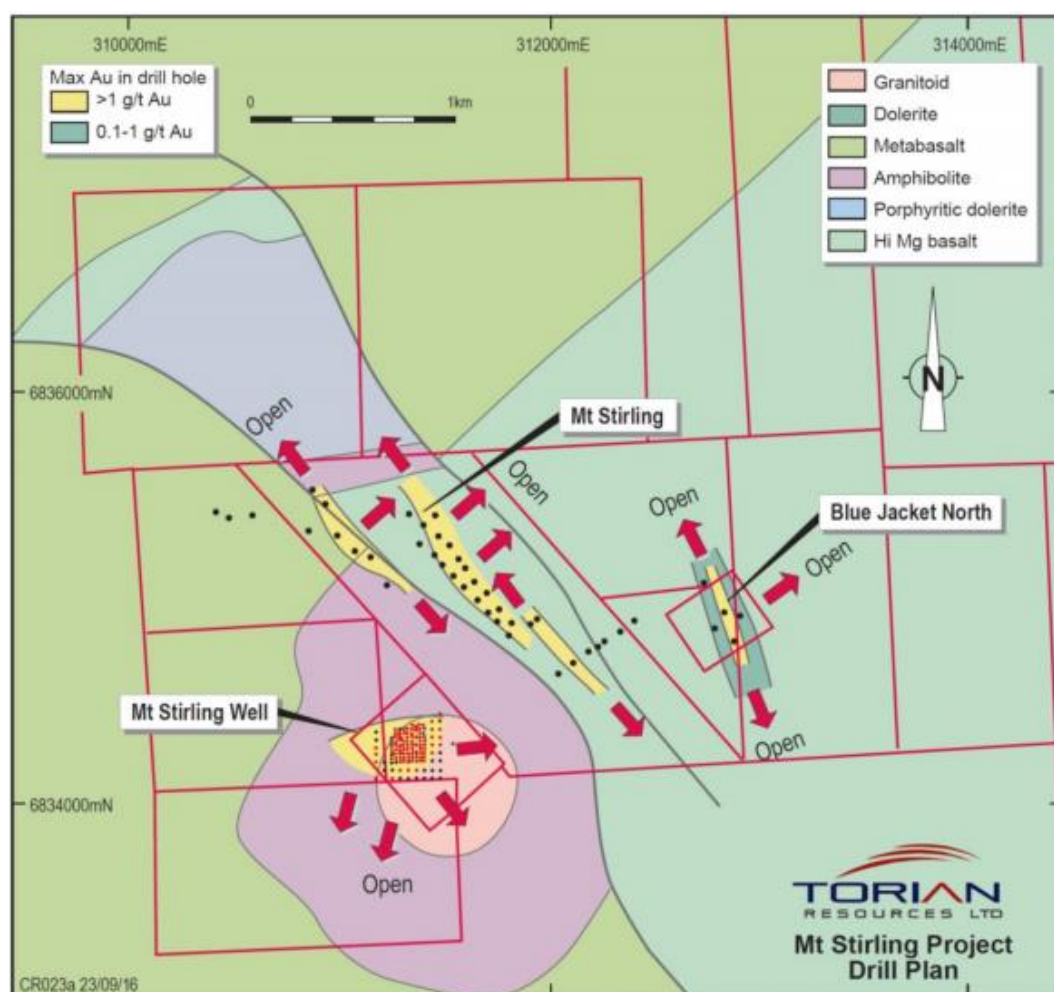 310000mE
312000mE
314000mE
Max Au in drill hole
>1 g/t Au
0.1-1 g/t Au
0
1km
Granitoid
Dolerite
Metabasalt
Amphibolite
Porphyritic dolerite
Hi Mg basalt
N
6836000mN
Open
Mt Stirling
Open
Open
Blue Jacket North
Open
Mt Stirling Well
Open
6834000mN
Open
TORIAN
RESOURCES LTD
Mt Stirling Project
Drill Plan
CR023a 23/09/16